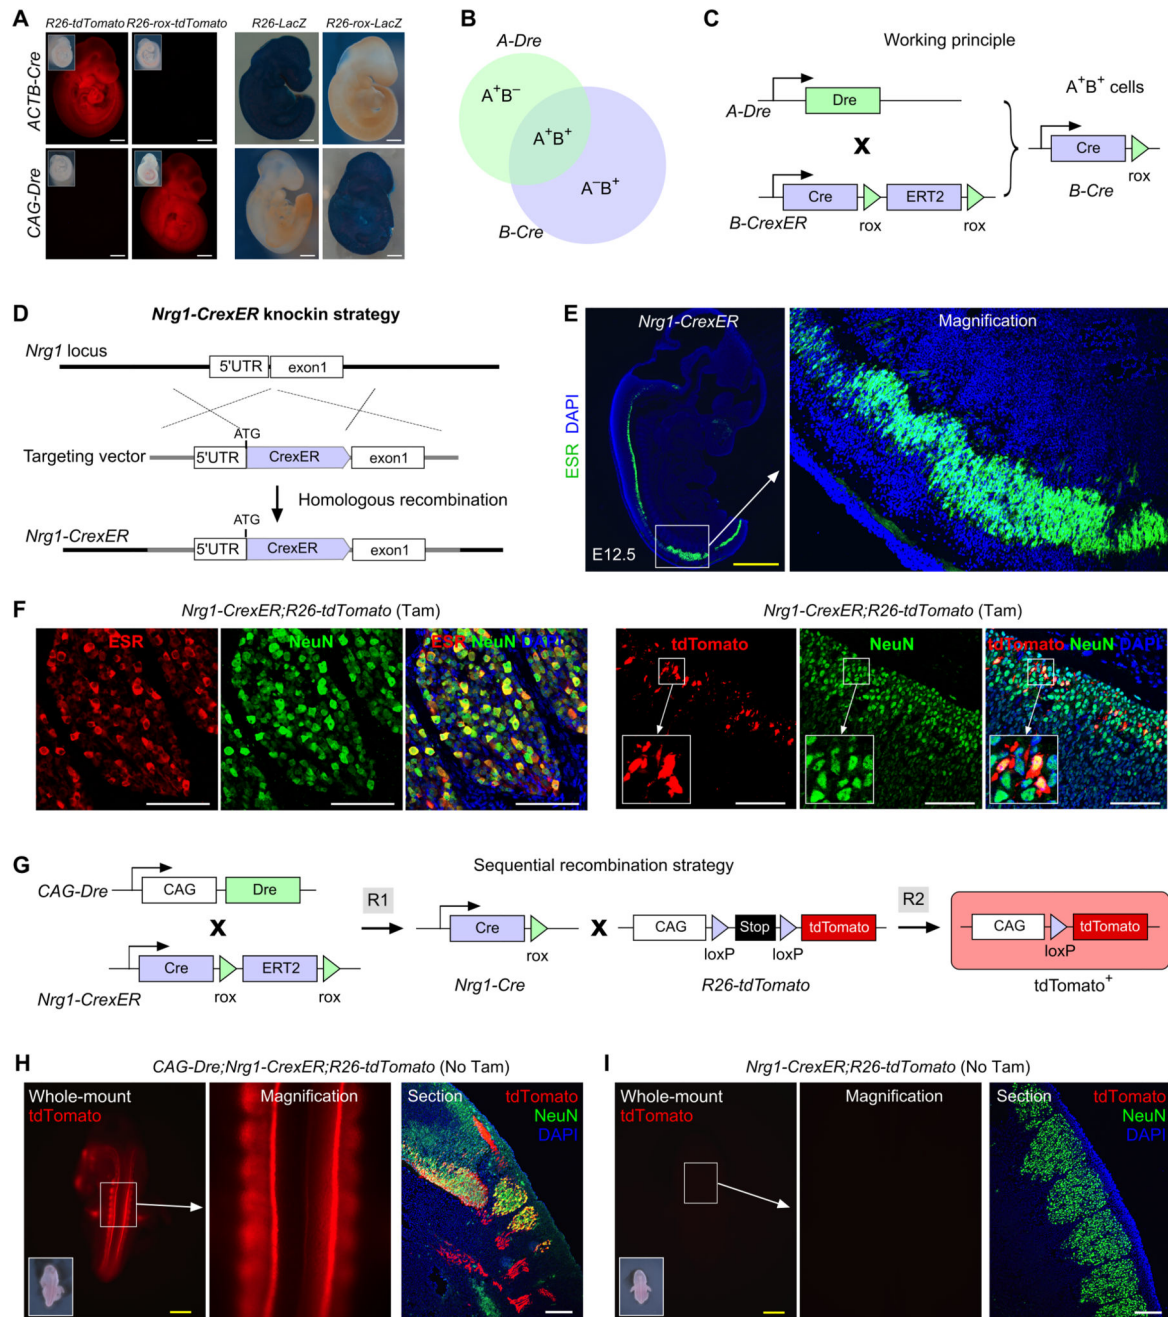 A
R26-tdTomato R26-rox-tdTomato
R26-LacZ
R26-rox-LacZ
ACTB-Cre
CAG-Dre
B
A-Dre
A⁺B⁻
A⁺B⁺
A⁻B⁺
B-Cre
C
Working principle
A-Dre
Dre
X
Cre
ERT2
B-CrexER
rox
rox
A⁺B⁺ cells
Cre
rox
B-Cre
D
Nrg1-CrexER knockin strategy
Nrg1 locus
5'UTR
exon1
ATG
Targeting vector
5'UTR
CrexER
exon1
Homologous recombination
ATG
Nrg1-CrexER
5'UTR
CrexER
exon1
E
Nrg1-CrexER
Magnification
ESR DAPI
E12.5
F
Nrg1-CrexER;R26-tdTomato (Tam)
ESR
NeuN
ESR NeuN DAPI
Nrg1-CrexER;R26-tdTomato (Tam)
tdTomato
NeuN
tdTomato NeuN DAPI
G
Sequential recombination strategy
CAG-Dre
CAG
Dre
X
Cre
ERT2
Nrg1-CrexER
rox
rox
R1
Cre
rox
Nrg1-Cre
X
CAG
Stop
tdTomato
loxP
loxP
R26-tdTomato
R2
CAG
tdTomato
loxP
tdTomato⁺
H
CAG-Dre;Nrg1-CrexER;R26-tdTomato (No Tam)
Whole-mount
tdTomato
Magnification
Section
tdTomato
NeuN
DAPI
I
Nrg1-CrexER;R26-tdTomato (No Tam)
Whole-mount
tdTomato
Magnification
Section
tdTomato
NeuN
DAPI